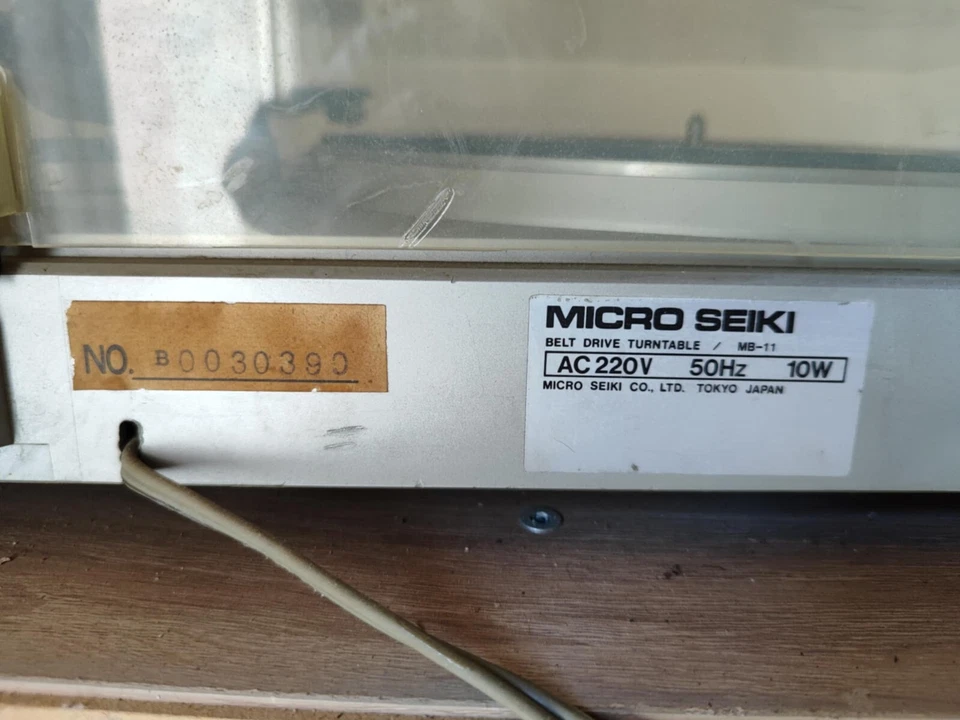 NO. B0030390
MICRO SEIKI
BELT DRIVE TURNTABLE / MB-11
AC 220V 50Hz 10W
MICRO SEIKI CO., LTD. TOKYO JAPAN